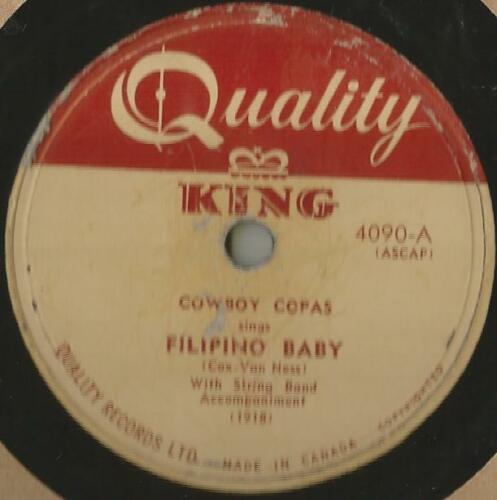 Quality
KING
4090-A
(ASCAP)
COWBOY COPAS
sings
FILIPINO BABY
(Cox-Van Ness)
With String Band
Accompaniment
(1918)
QUALITY RECORDS LTD. - MADE IN CANADA - COPYRIGHTED